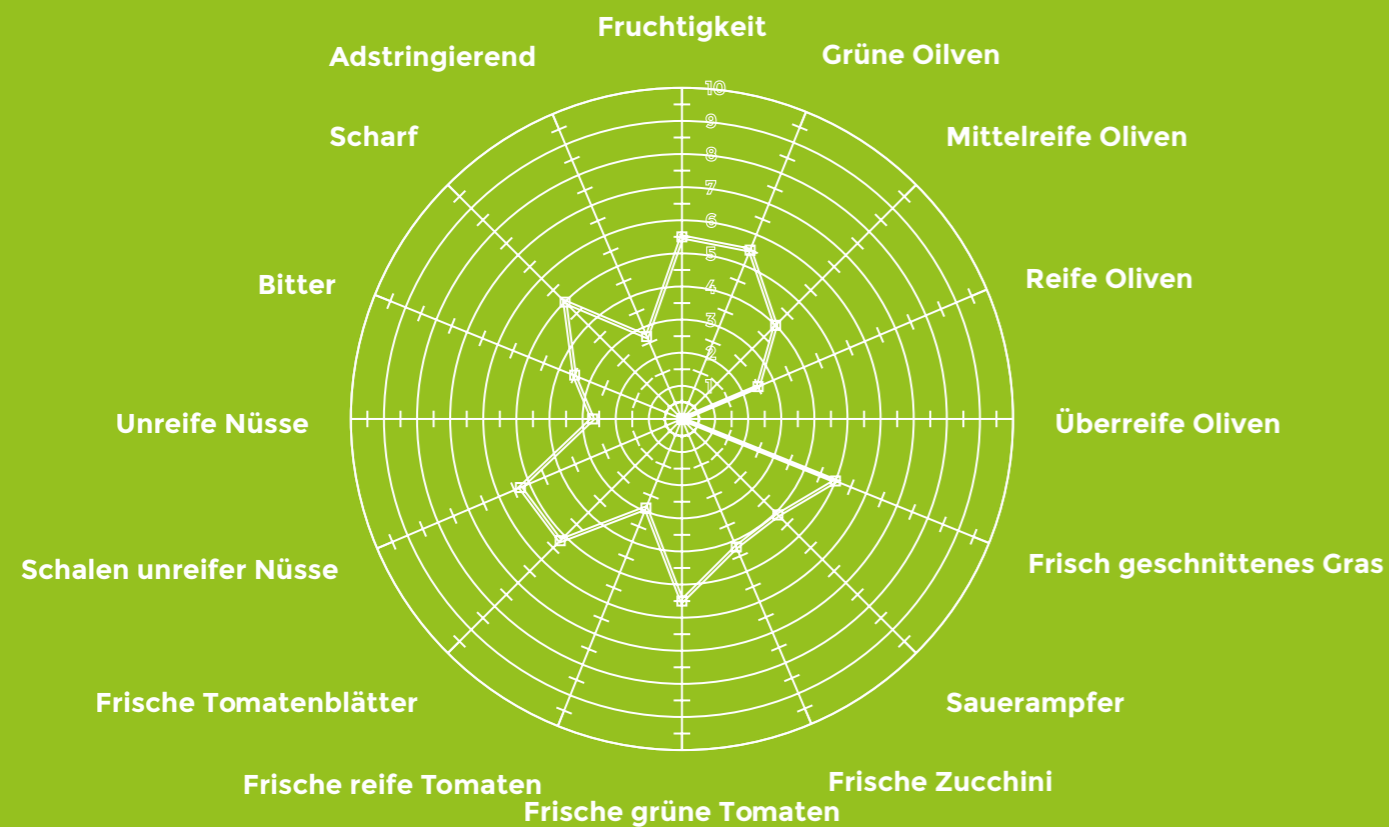 Fruchtigkeit
Adstringierend
Grüne Oilven
Scharf
Mittelreife Oliven
Bitter
Reife Oliven
Unreife Nüsse
Überreife Oliven
Schalen unreifer Nüsse
Frisch geschnittenes Gras
Frische Tomatenblätter
Sauerampfer
Frische reife Tomaten
Frische Zucchini
Frische grüne Tomaten
10
9
8
7
6
5
4
3
2
1